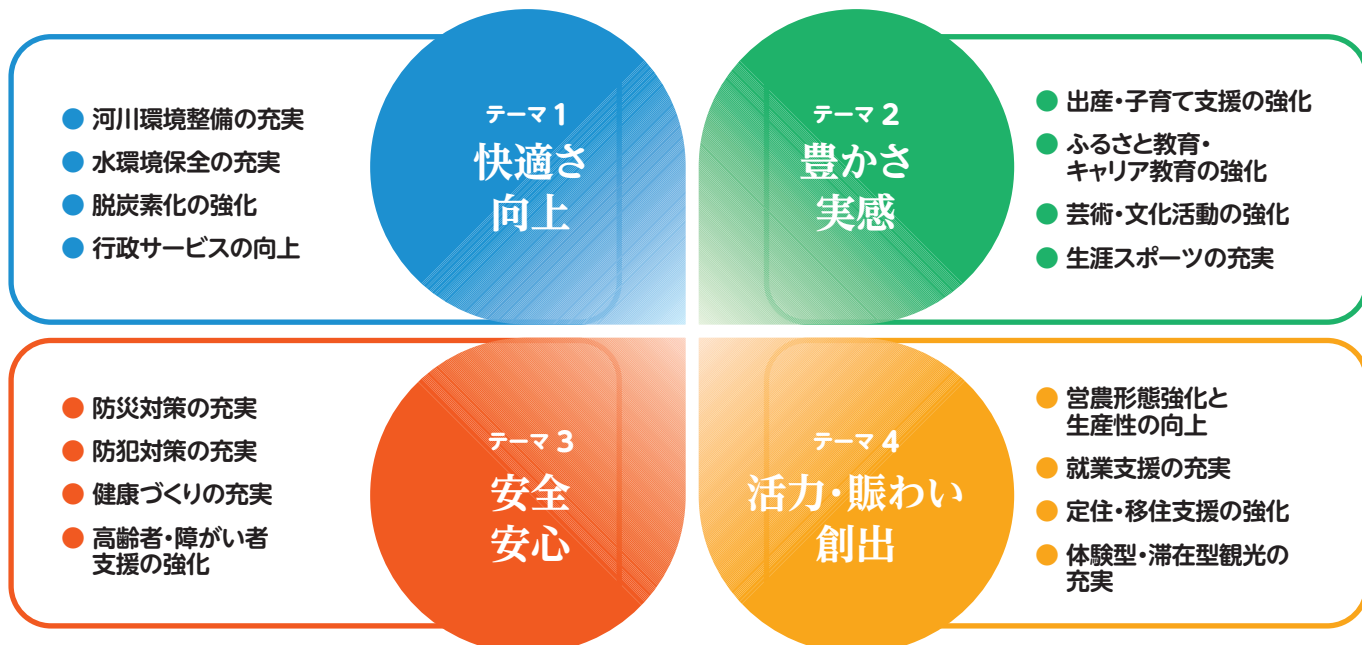 テーマ 1
快適さ
向上
● 河川環境整備の充実
● 水環境保全の充実
● 脱炭素化の強化
● 行政サービスの向上
テーマ 2
豊かさ
実感
● 出産・子育て支援の強化
● ふるさと教育・
キャリア教育の強化
● 芸術・文化活動の強化
● 生涯スポーツの充実
テーマ 3
安全
安心
● 防災対策の充実
● 防犯対策の充実
● 健康づくりの充実
● 高齢者・障がい者
支援の強化
テーマ 4
活力・賑わい
創出
● 営農形態強化と
生産性の向上
● 就業支援の充実
● 定住・移住支援の強化
● 体験型・滞在型観光の
充実